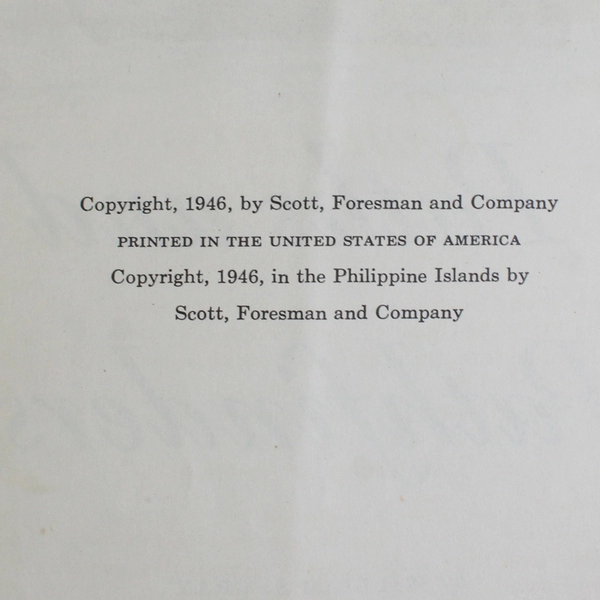 Copyright, 1946, by Scott, Foresman and Company
PRINTED IN THE UNITED STATES OF AMERICA
Copyright, 1946, in the Philippine Islands by
Scott, Foresman and Company